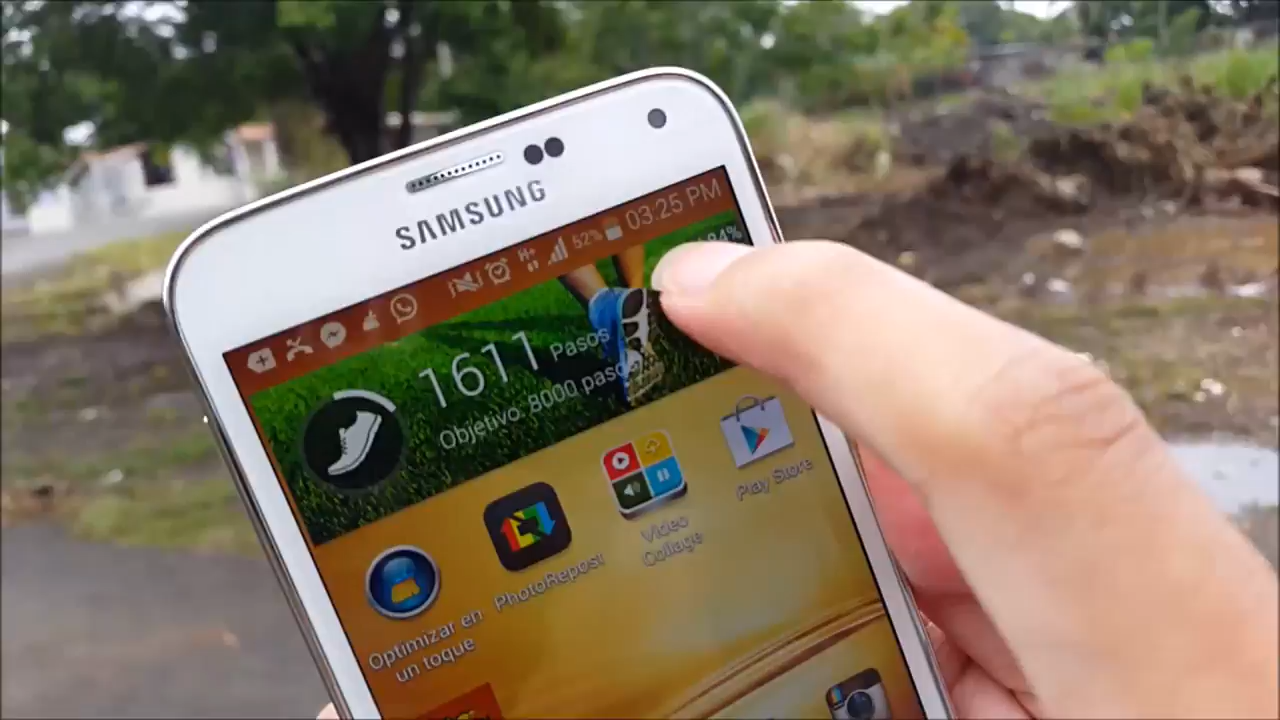 SAMSUNG
H+ 52% 03:25 PM
84%
1611 Pasos
Objetivo: 8000 pasos
Optimizar en
un toque
PhotoRepost
Video
Collage
Play Store